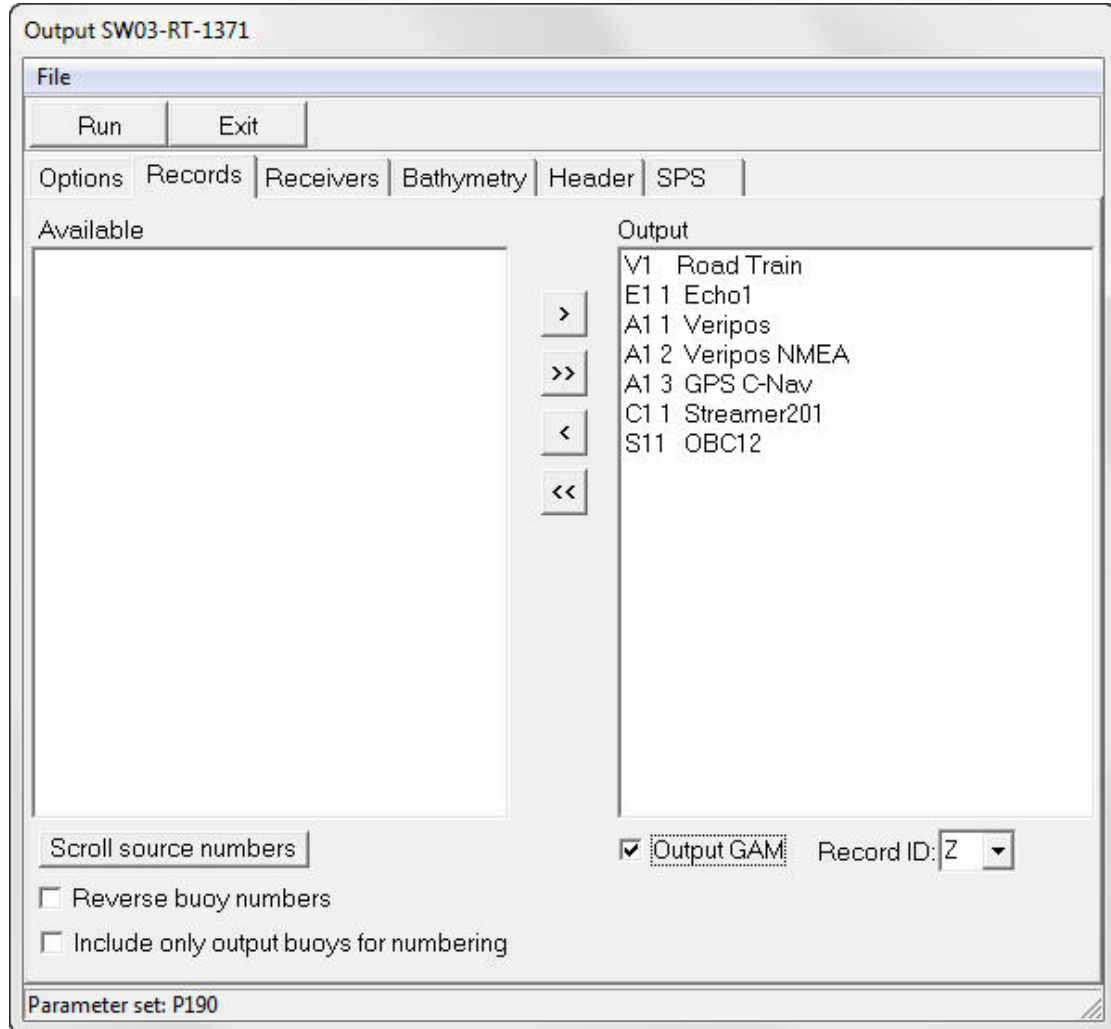 Output SW03-RT-1371
File
Run Exit
Options Records Receivers Bathymetry Header SPS
Available Output
V1 Road Train
E1 1 Echo1
A1 1 Veripos
A1 2 Veripos NMEA
A1 3 GPS C-Nav
C1 1 Streamer201
S11 OBC12
>
>>
<
<<
Scroll source numbers Output GAM Record ID: Z
Reverse buoy numbers
Include only output buoys for numbering
Parameter set: P190